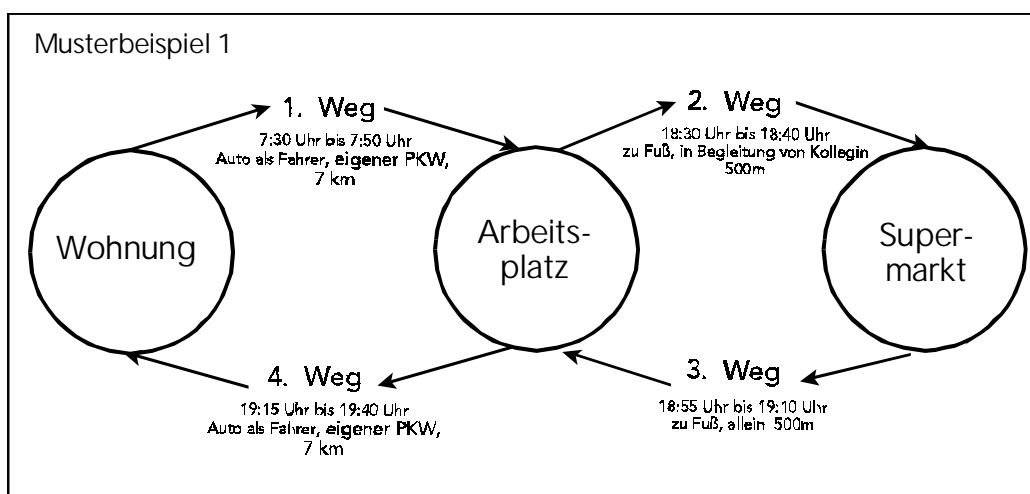 Musterbeispiel 1
1. Weg
7:30 Uhr bis 7:50 Uhr
Auto als Fahrer, eigener PKW,
7 km
2. Weg
18:30 Uhr bis 18:40 Uhr
zu Fuß, in Begleitung von Kollegin
500m
Wohnung
Arbeits-
platz
Super-
markt
4. Weg
19:15 Uhr bis 19:40 Uhr
Auto als Fahrer, eigener PKW,
7 km
3. Weg
18:55 Uhr bis 19:10 Uhr
zu Fuß, allein 500m